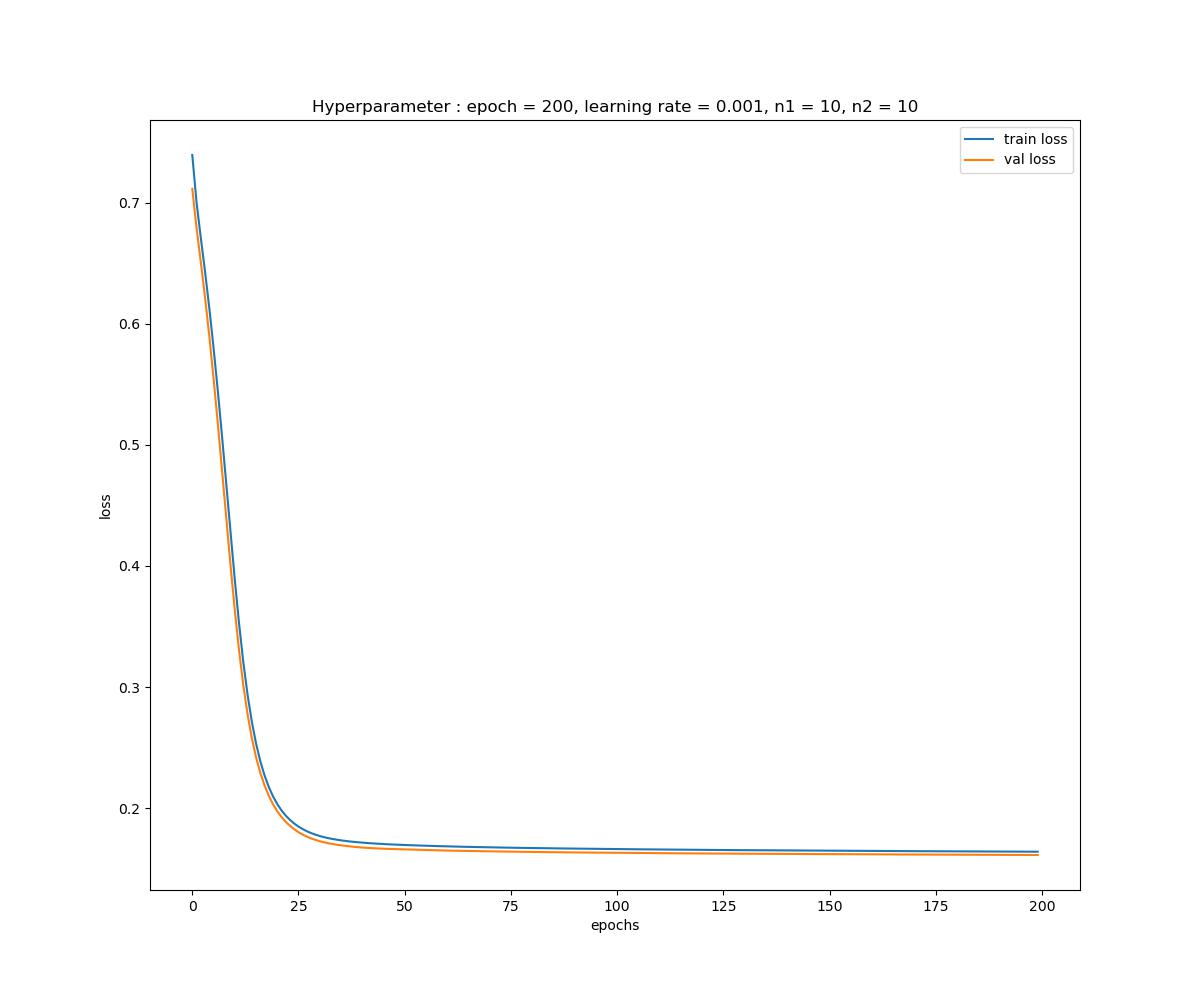 Hyperparameter : epoch = 200, learning rate = 0.001, n1 = 10, n2 = 10
train loss
val loss
0.7
0.6
0.5
0.4
0.3
0.2
loss
0 25 50 75 100 125 150 175 200
epochs